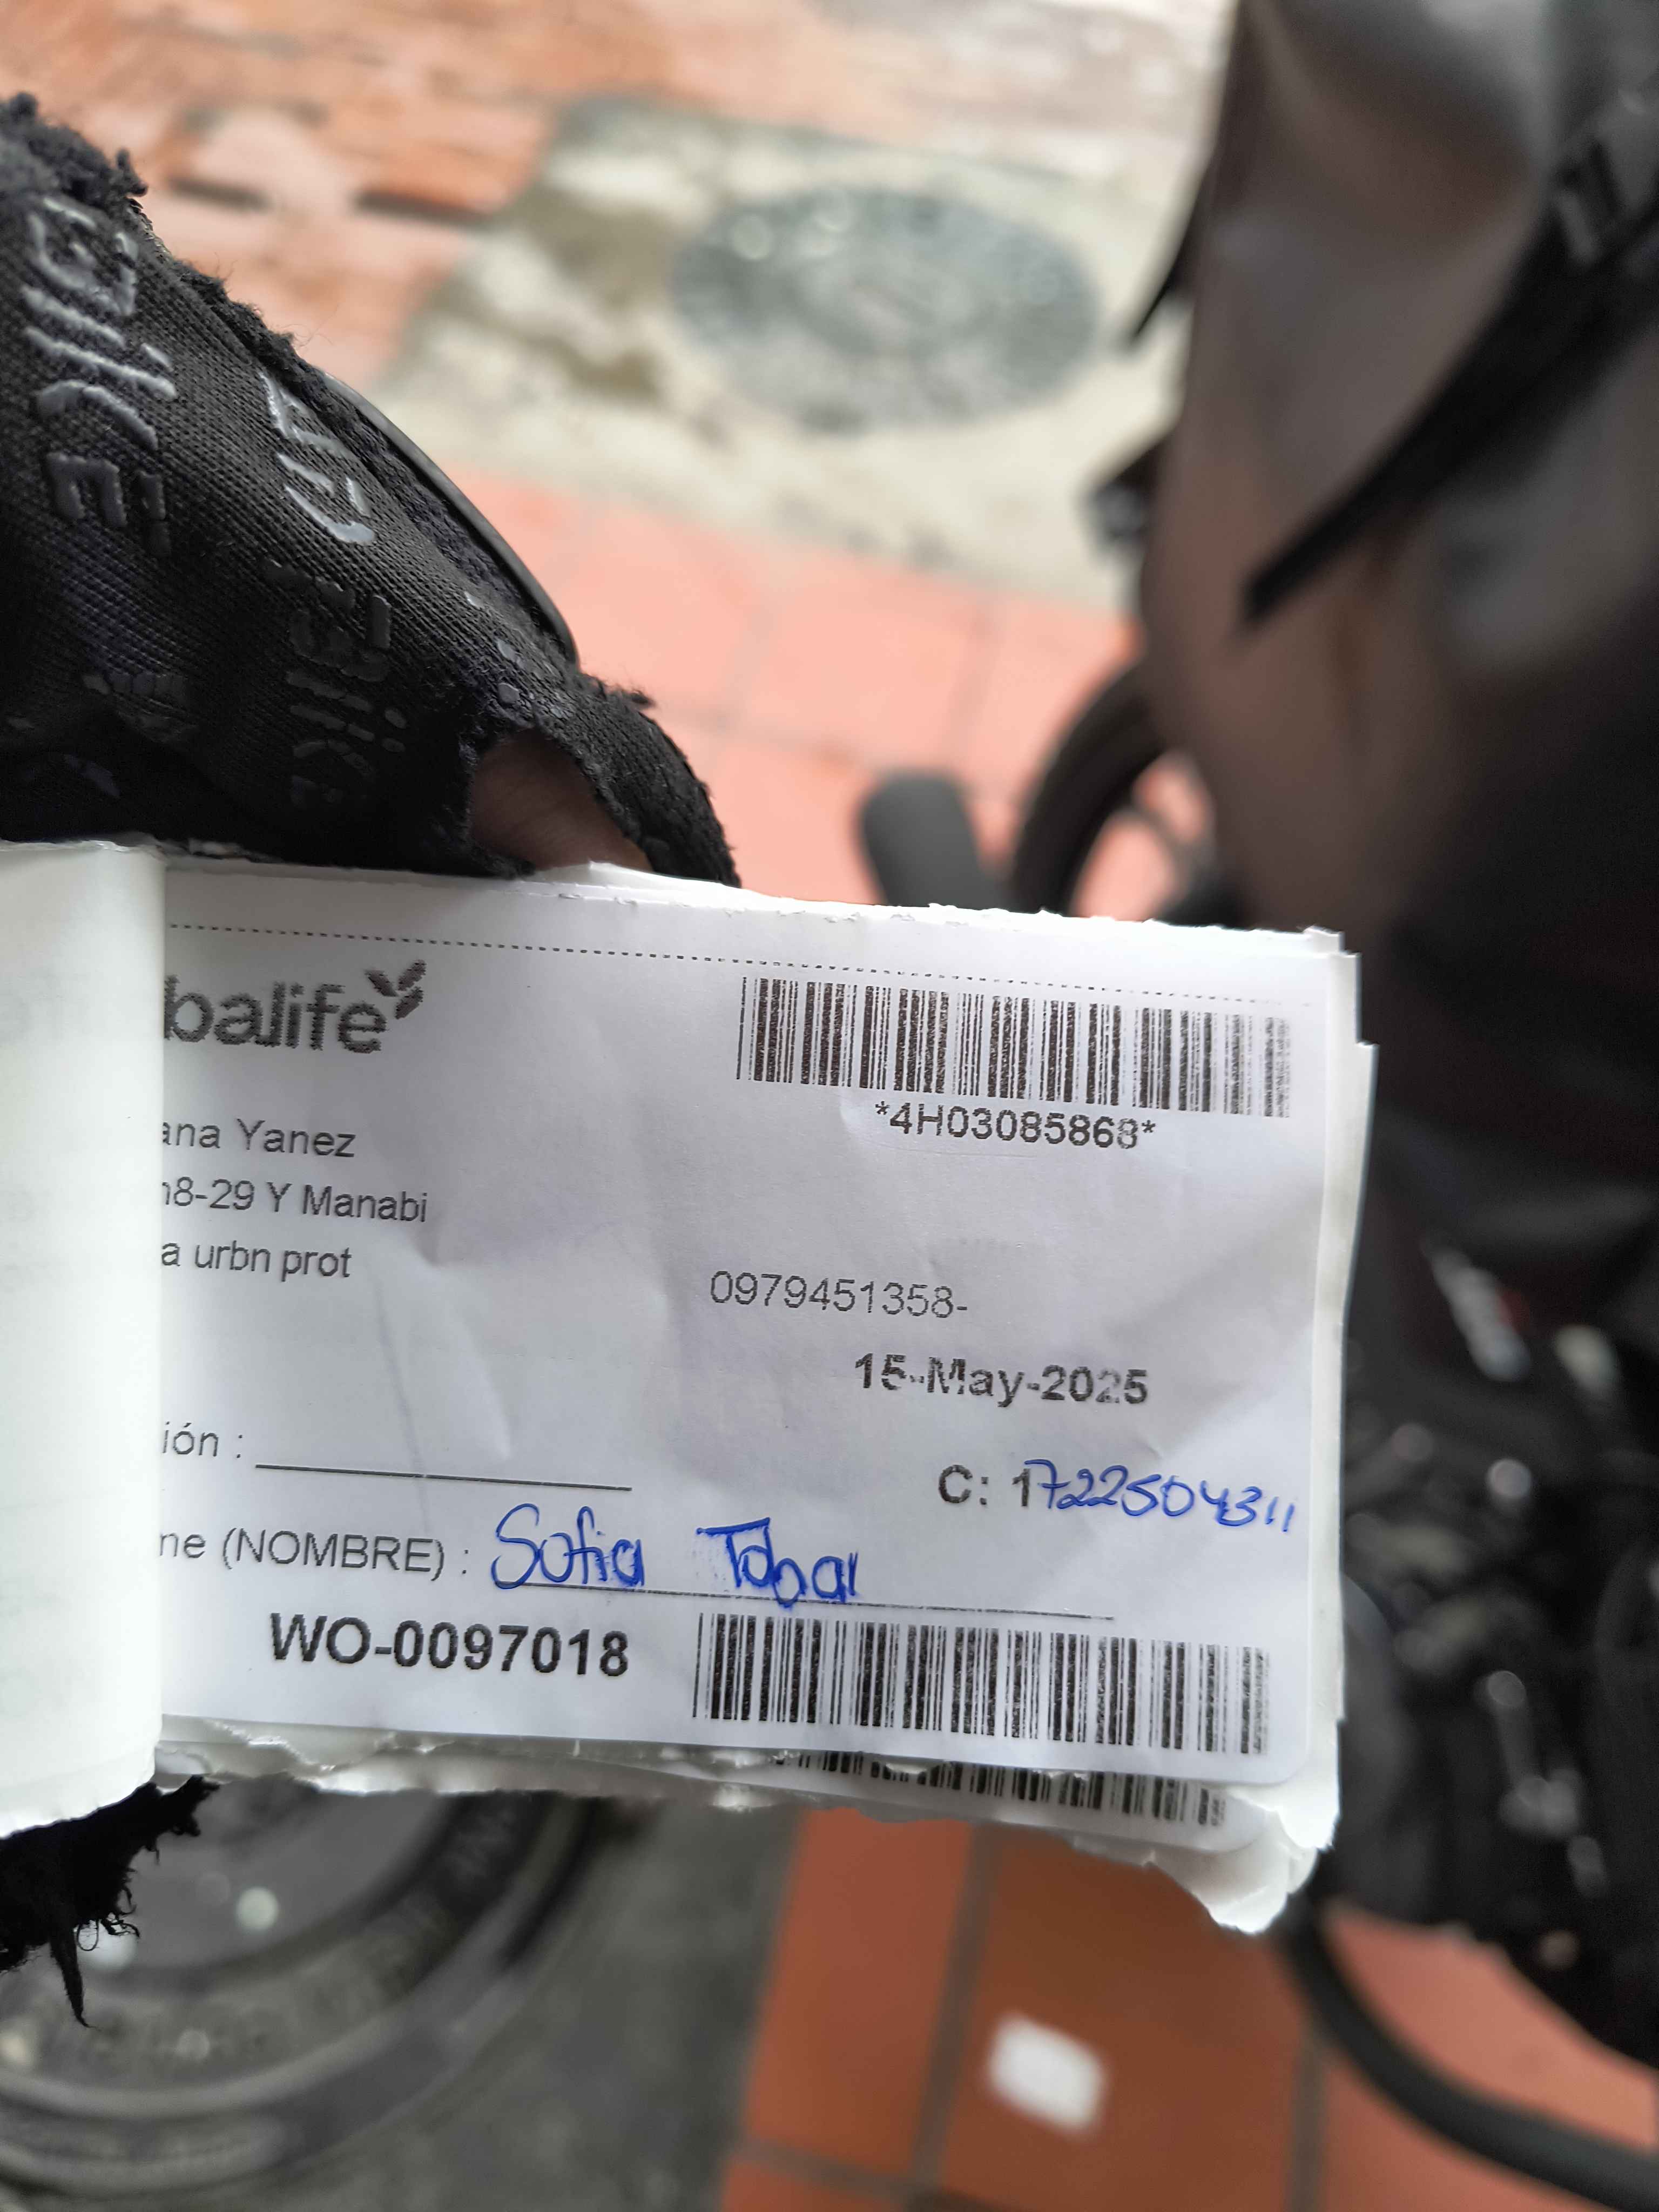 balife
*4H03085868*
ana Yanez
18-29 Y Manabi
a urbn prot
0979451358-
15-May-2025
ión :
C: 1722504311
ne (NOMBRE) : Sofia Tobar
WO-0097018